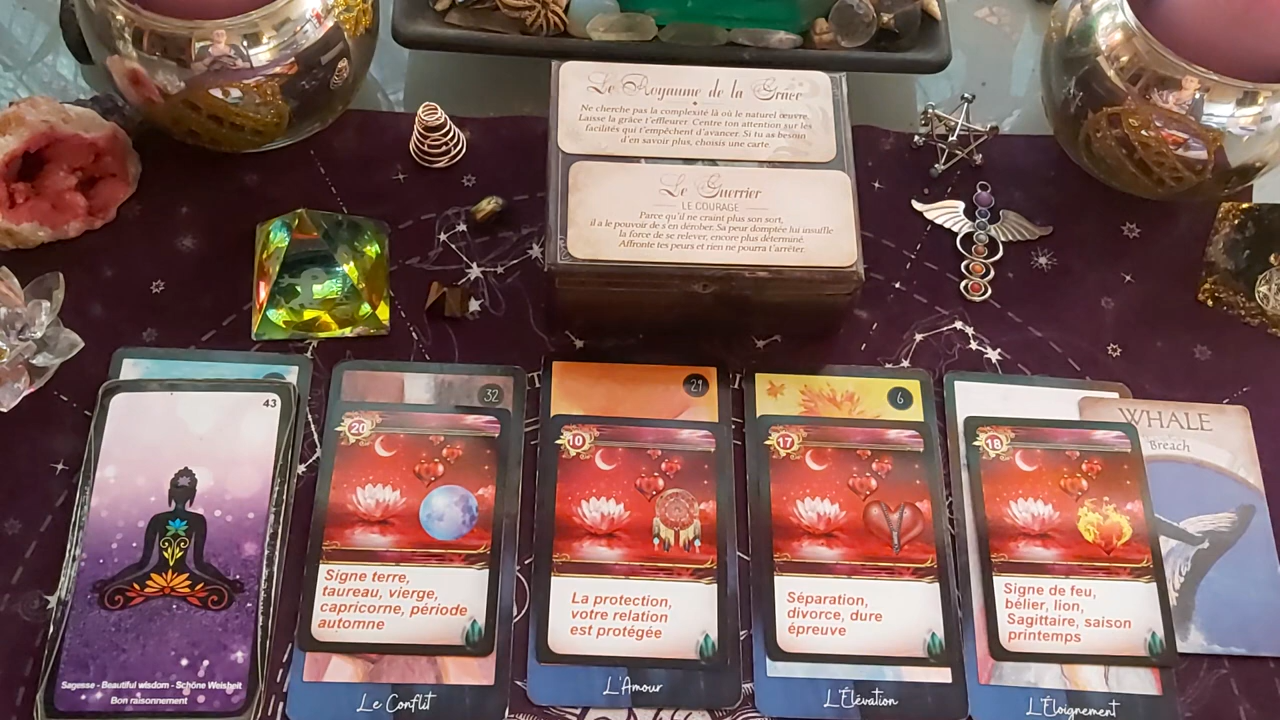 Le Royaume de la Grâce
Ne cherche pas la complexité là où le naturel œuvre.
Laisse la grâce t'effleurer. Centre ton attention sur les
facilités qui t'empêchent d'avancer. Si tu as besoin
d'en savoir plus, choisis une carte.
Le Guerrier
LE COURAGE
Parce qu'il ne craint plus son sort,
il a le pouvoir de s'en dérober. Sa peur domptée lui insuffle
la force de se relever, encore plus déterminé.
Affronte tes peurs et rien ne pourra t'arrêter.
43
Sagesse - Beautiful wisdom - Schöne Weisheit
Bon raisonnement
32
20
Signe terre,
taureau, vierge,
capricorne, période
automne
Le Conflit
29
10
La protection,
votre relation
est protégée
L'Amour
6
17
Séparation,
divorce, dure
épreuve
L'Élévation
18
Signe de feu,
bélier, lion,
Sagittaire, saison
printemps
L'Éloignement
WHALE
Breach